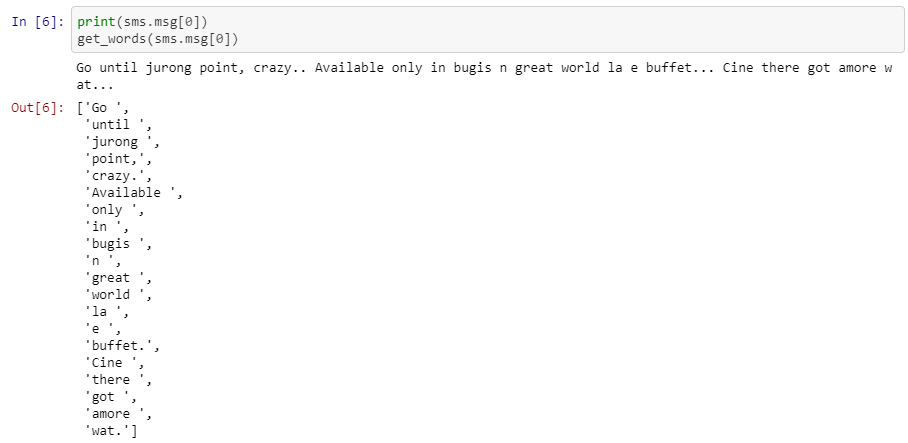 In [6]: print(sms.msg[0])
get_words(sms.msg[0])
Go until jurong point, crazy.. Available only in bugis n great world la e buffet... Cine there got amore w
at...
Out[6]: ['Go ',
'until ',
'jurong ',
'point,',
'crazy.',
'Available ',
'only ',
'in ',
'bugis ',
'n ',
'great ',
'world ',
'la ',
'e ',
'buffet.',
'Cine ',
'there ',
'got ',
'amore ',
'wat.']